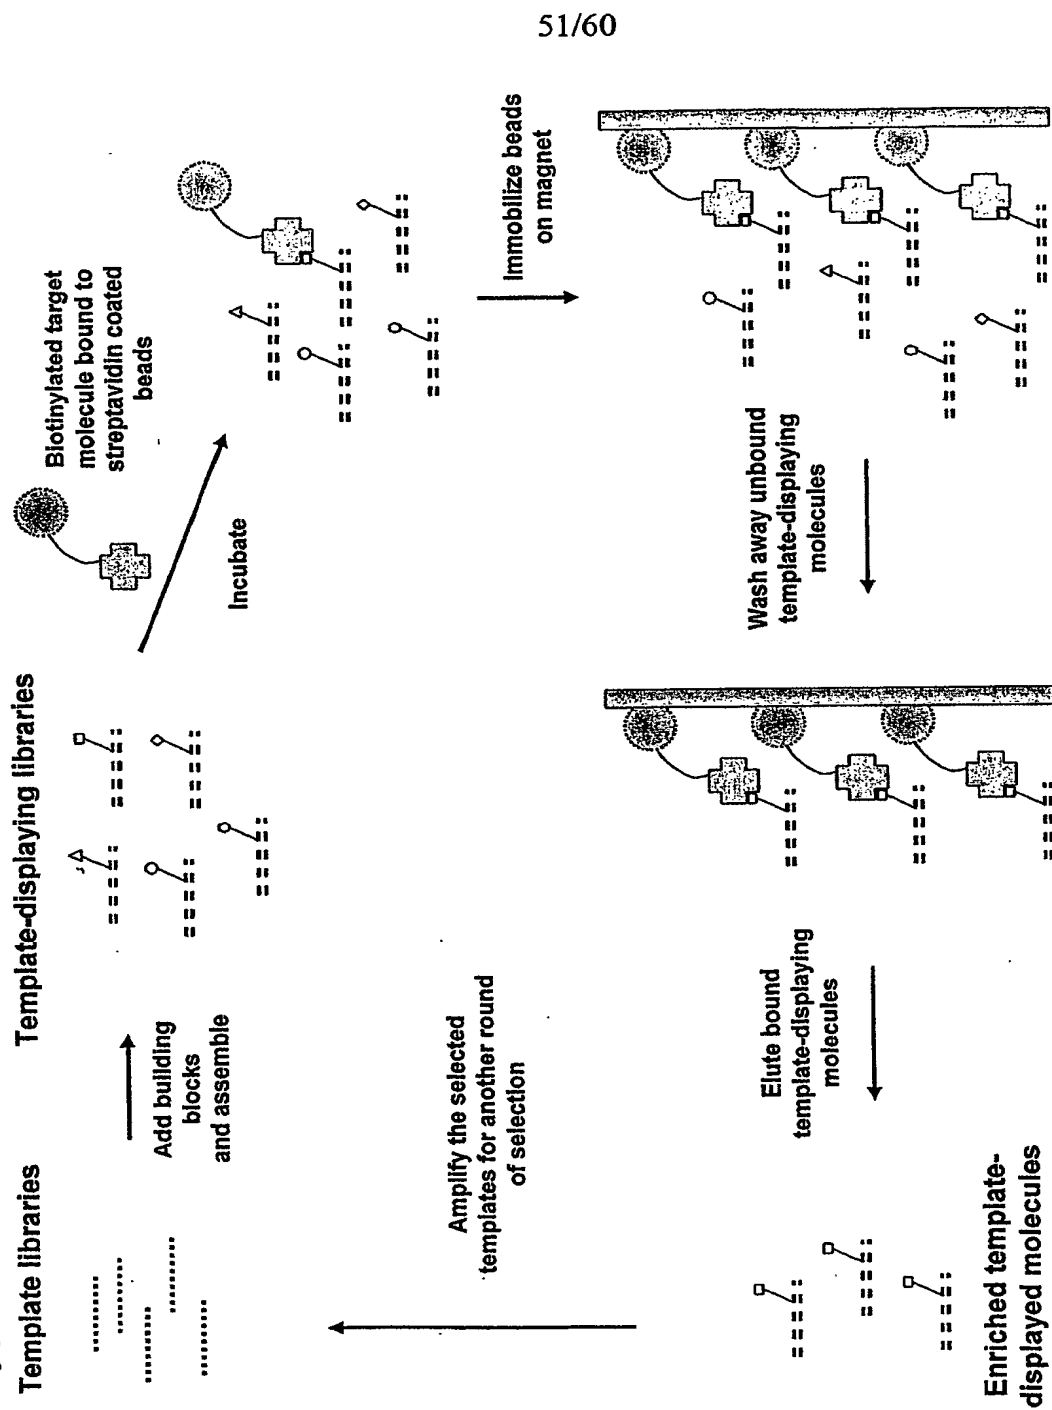 51/60
Template libraries
Add building
blocks
and assemble
Template-displaying libraries
Incubate
Biotinylated target
molecule bound to
streptavidin coated
beads
Immobilize beads
on magnet
Wash away unbound
template-displaying
molecules
Elute bound
template-displaying
molecules
Enriched template-
displayed molecules
Amplify the selected
templates for another round
of selection